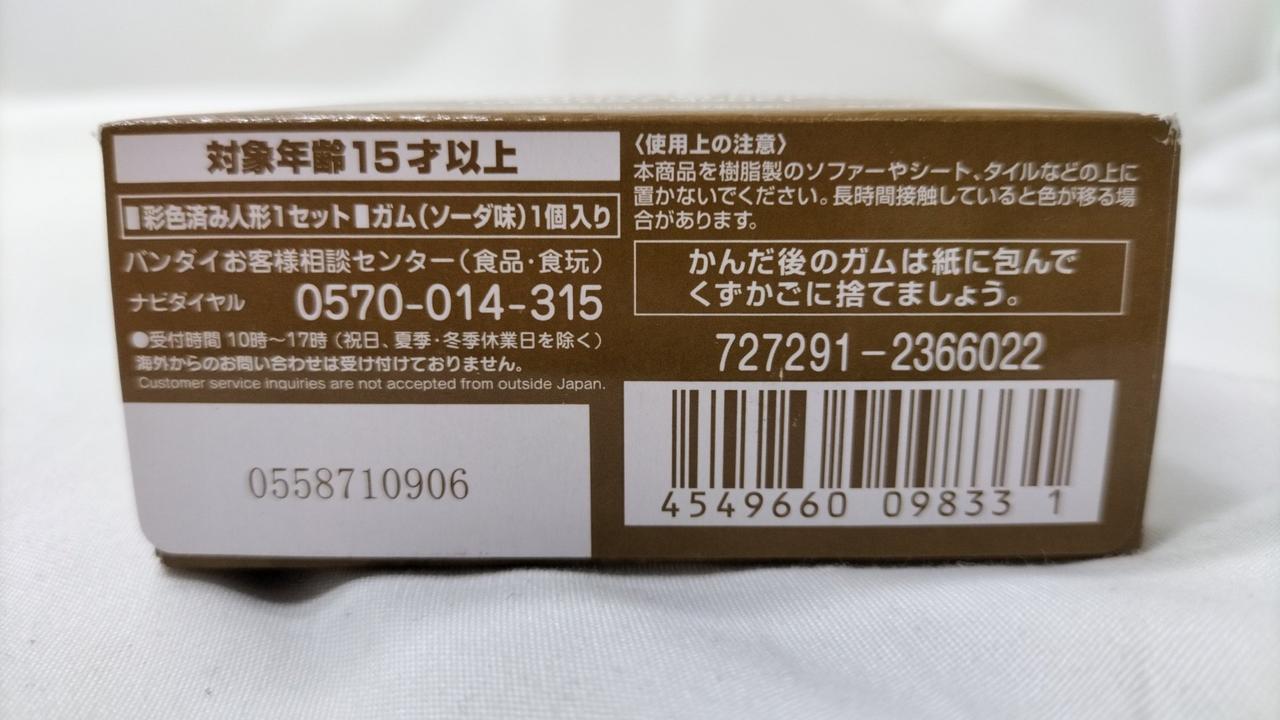 対象年齢15才以上
■彩色済み人形1セット■ガム(ソーダ味)1個入り
バンダイお客様相談センター(食品・食玩)
ナビダイヤル 0570-014-315
●受付時間 10時～17時(祝日、夏季・冬季休業日を除く)
海外からのお問い合わせは受け付けておりません。
Customer service inquiries are not accepted from outside Japan.
0558710906
〈使用上の注意〉
本商品を樹脂製のソファーやシート、タイルなどの上に
置かないでください。長時間接触していると色が移る場
合があります。
かんだ後のガムは紙に包んで
くずかごに捨てましょう。
727291-2366022
4549660 09833 1